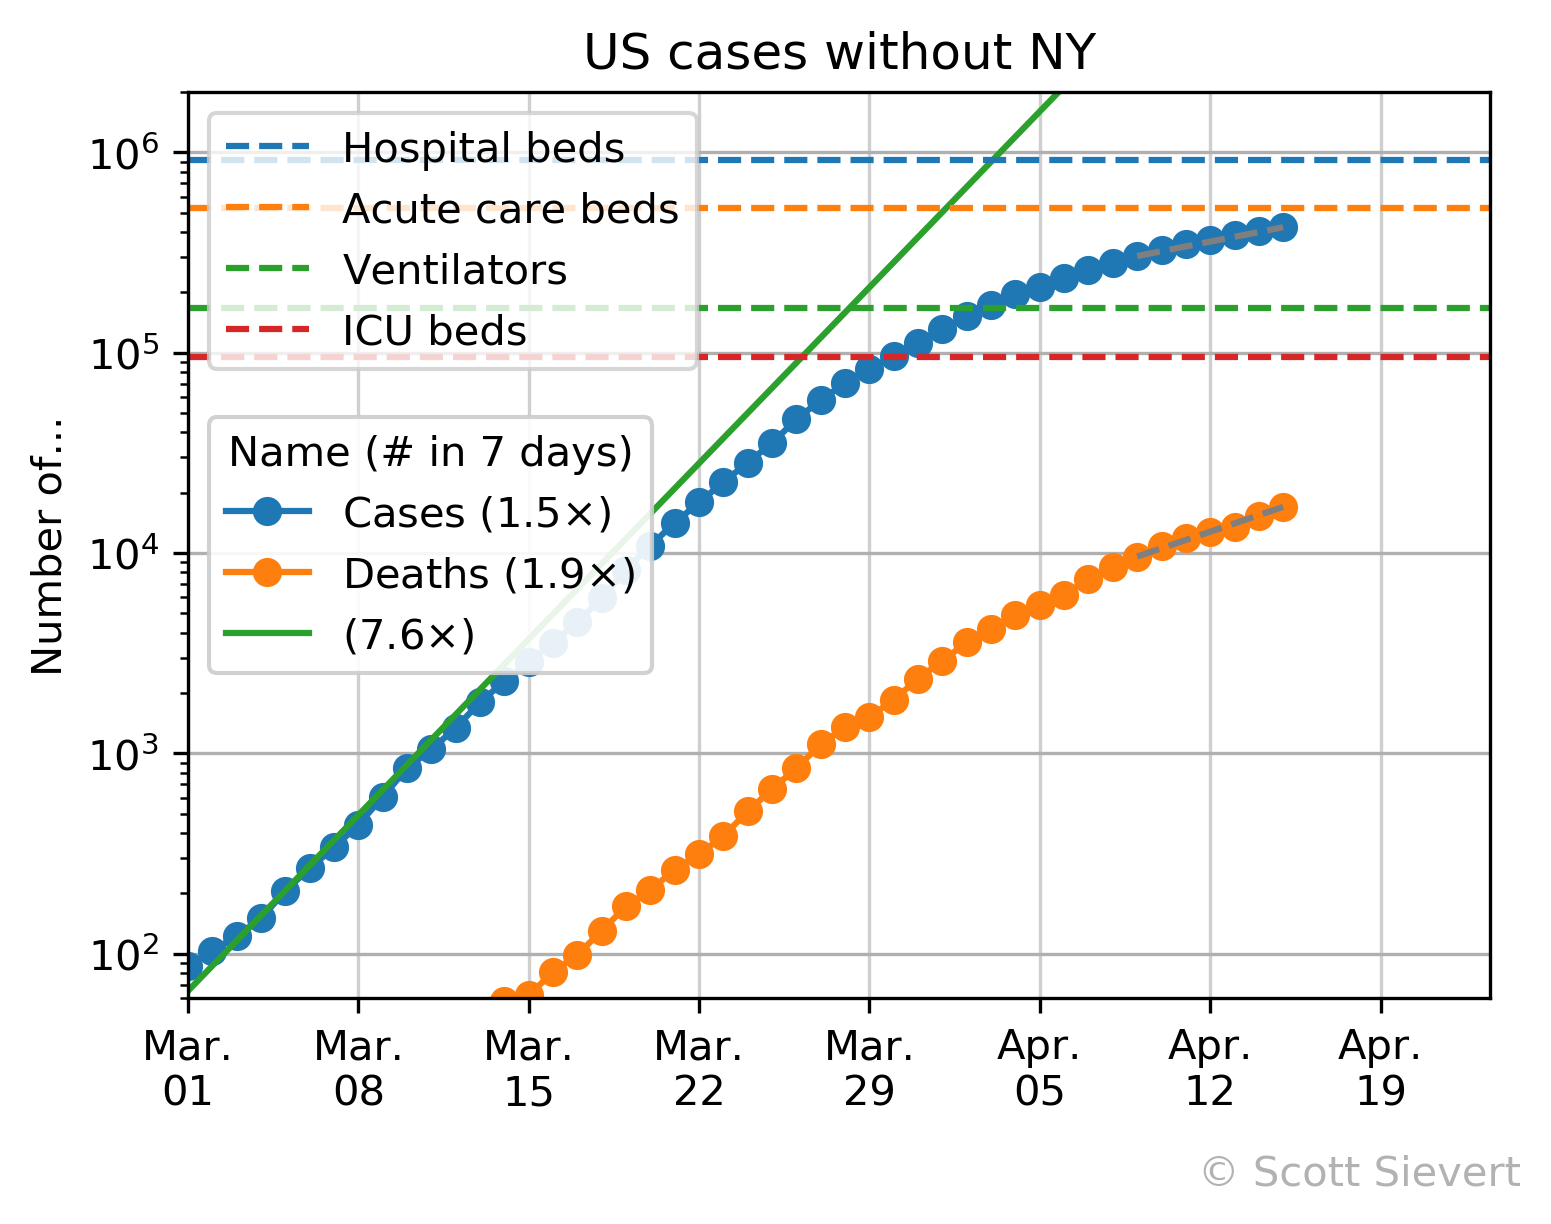 US cases without NY
Number of...
10⁶
10⁵
10⁴
10³
10²
Hospital beds
Acute care beds
Ventilators
ICU beds
Name (# in 7 days)
Cases (1.5×)
Deaths (1.9×)
(7.6×)
Mar. 01
Mar. 08
Mar. 15
Mar. 22
Mar. 29
Apr. 05
Apr. 12
Apr. 19
© Scott Sievert